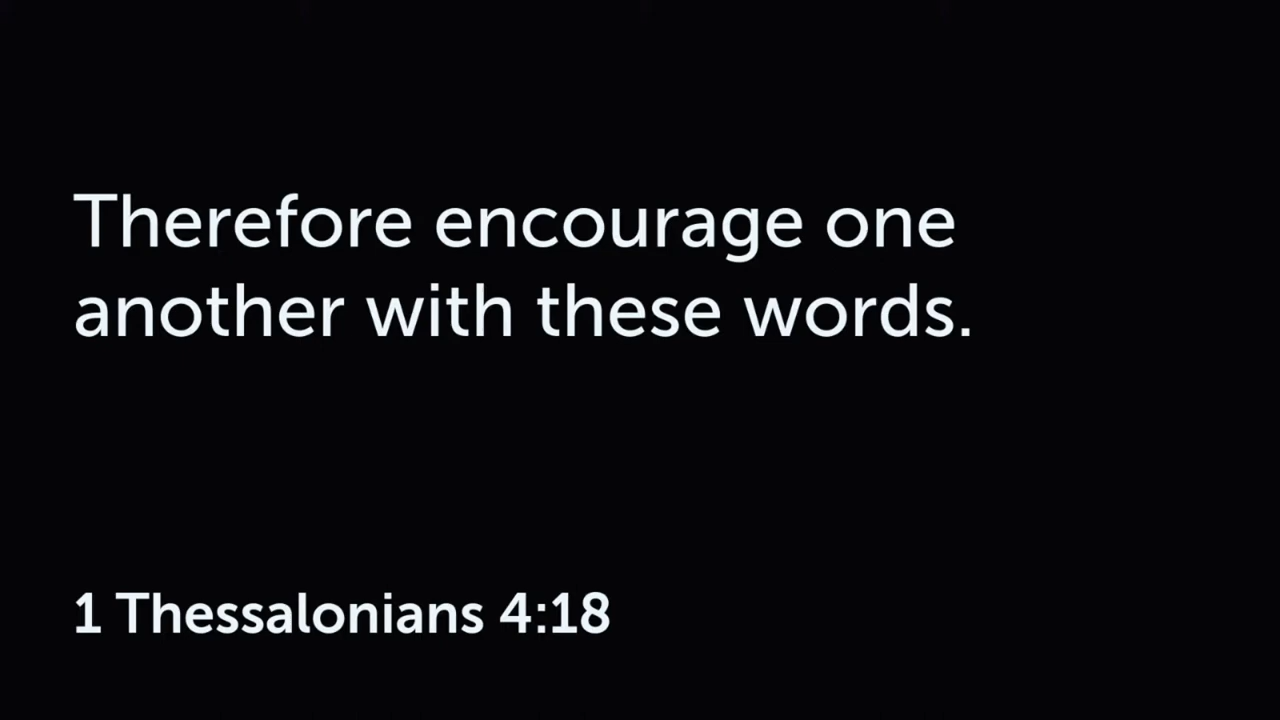 Therefore encourage one
another with these words.
1 Thessalonians 4:18